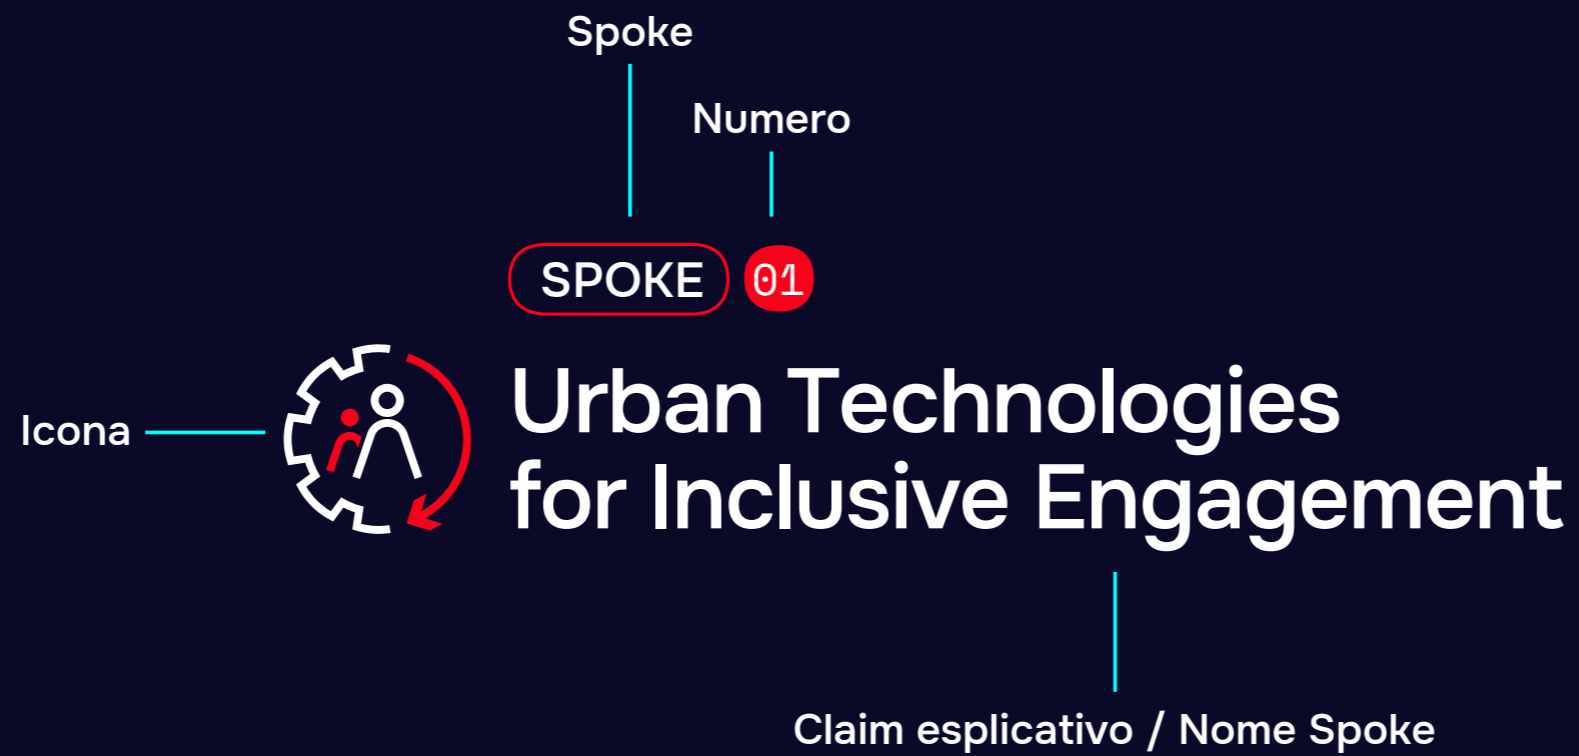 Spoke
Numero
SPOKE 01
Urban Technologies
for Inclusive Engagement
Icona
Claim esplicativo / Nome Spoke